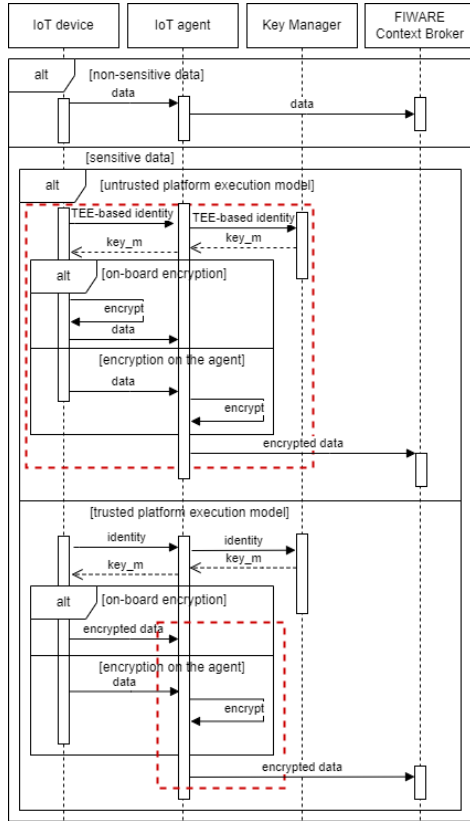 IoT device
IoT agent
Key Manager
FIWARE
Context Broker
alt
[non-sensitive data]
data
data
[sensitive data]
alt
[untrusted platform execution model]
TEE-based identity
TEE-based identity
key_m
key_m
alt
[on-board encryption]
encrypt
data
[encryption on the agent]
data
encrypt
encrypted data
[trusted platform execution model]
identity
identity
key_m
key_m
alt
[on-board encryption]
encrypted data
[encryption on the agent]
data
encrypt
encrypted data